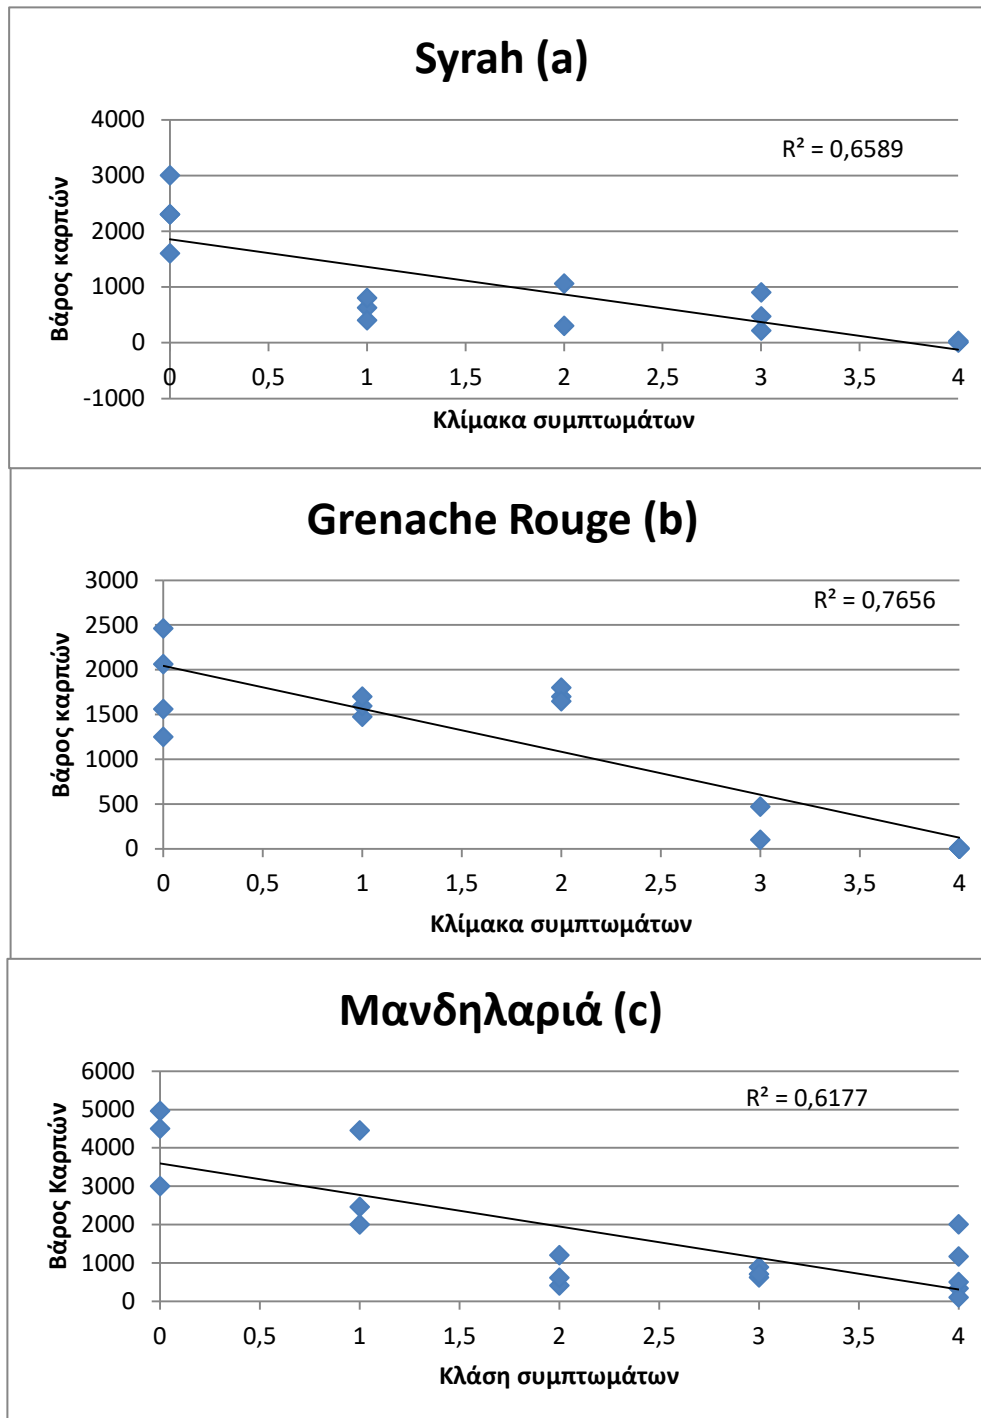 Syrah (a)
4000
R² = 0,6589
3000
2000
1000
0
-1000
Βάρος καρπών
0 0,5 1 1,5 2 2,5 3 3,5 4
Κλίμακα συμπτωμάτων
Grenache Rouge (b)
3000
R² = 0,7656
2500
2000
1500
1000
500
0
Βάρος καρπών
0 0,5 1 1,5 2 2,5 3 3,5 4
Κλίμακα συμπτωμάτων
Μανδηλαριά (c)
6000
R² = 0,6177
5000
4000
3000
2000
1000
0
Βάρος Καρπών
0 0,5 1 1,5 2 2,5 3 3,5 4
Κλάση συμπτωμάτων